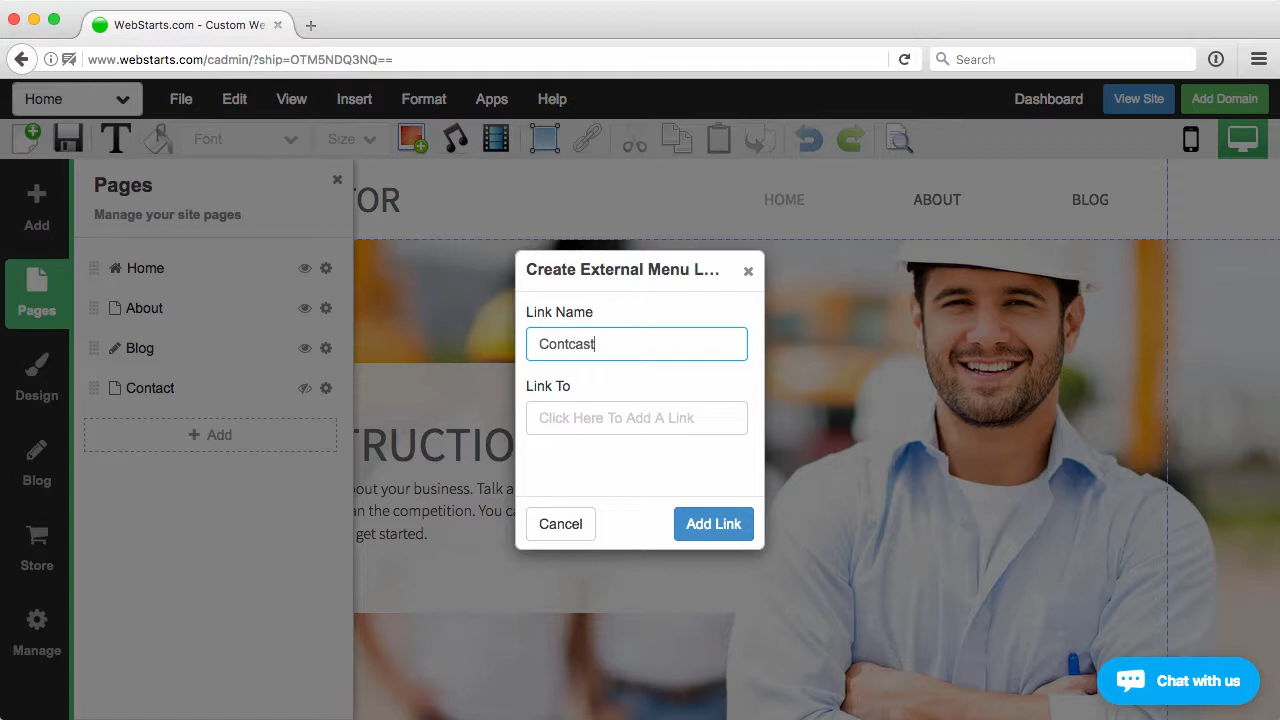 WebStarts.com - Custom We
www.webstarts.com/cadmin/?ship=OTM5NDQ3NQ==
Search
Home
File
Edit
View
Insert
Format
Apps
Help
Dashboard
View Site
Add Domain
Font
Size
Add
Pages
Design
Blog
Store
Manage
Pages
Manage your site pages
Home
About
Blog
Contact
Add
TOR
HOME
ABOUT
BLOG
TRUCTIO
bout your business. Talk a
an the competition. You c
get started.
Create External Menu L...
Link Name
Contcast
Link To
Click Here To Add A Link
Cancel
Add Link
Chat with us